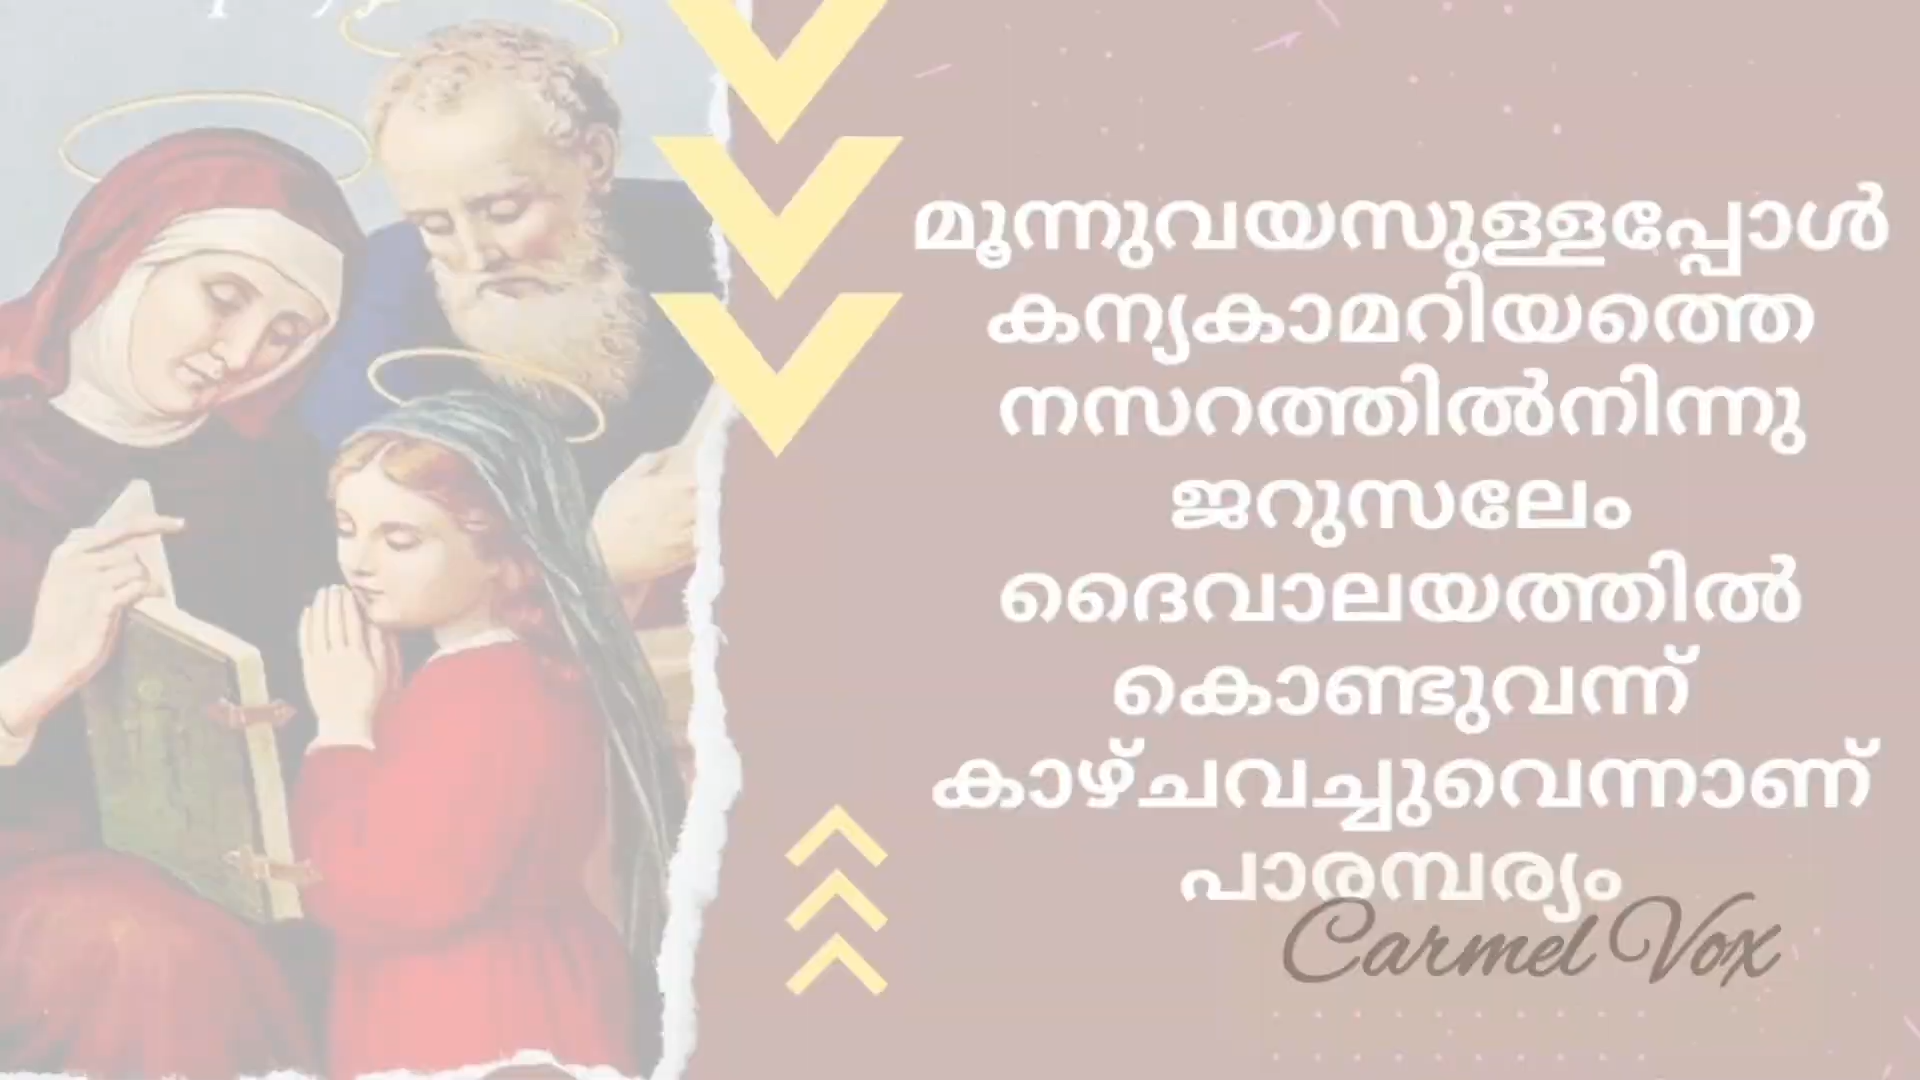 മൂന്നുവയസുള്ളപ്പോൾ
കന്യകാമറിയത്തെ
നസറത്തിൽനിന്നു
ജറുസലേം
ദൈവാലയത്തിൽ
കൊണ്ടുവന്ന്
കാഴ്ചവച്ചുവെന്നാണ്
പാരമ്പര്യം
Carmel Vox